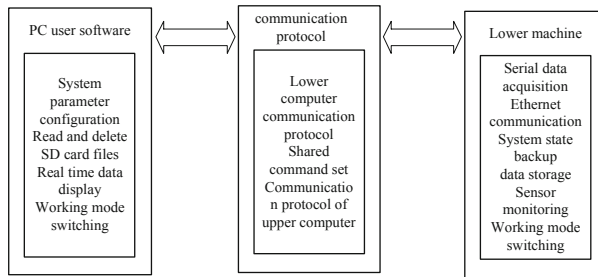 PC user software
System
parameter
configuration
Read and delete
SD card files
Real time data
display
Working mode
switching
communication
protocol
Lower
computer
communication
protocol
Shared
command set
Communicatio
n protocol of
upper computer
Lower machine
Serial data
acquisition
Ethernet
communication
System state
backup
data storage
Sensor
monitoring
Working mode
switching